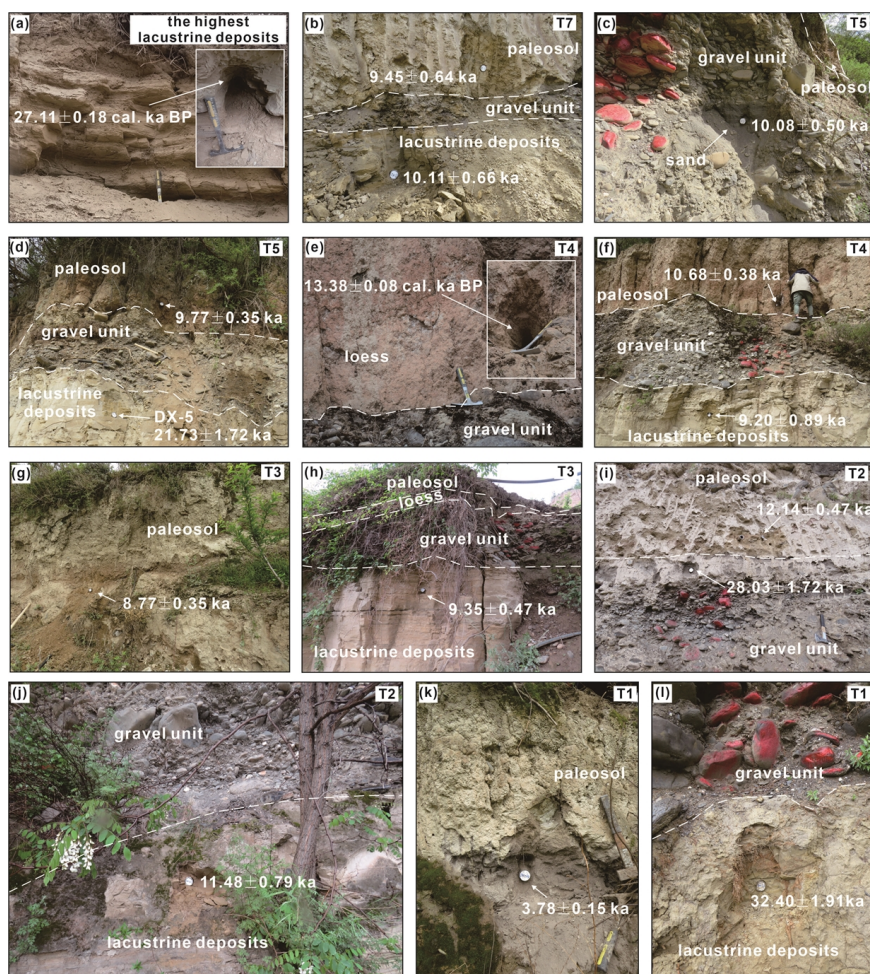 (a)
the highest
lacustrine deposits
27.11±0.18 cal. ka BP
(b)
T7
paleosol
9.45±0.64 ka
gravel unit
lacustrine deposits
10.11±0.66 ka
(c)
T5
gravel unit
paleosol
10.08±0.50 ka
sand
(d)
T5
paleosol
9.77±0.35 ka
gravel unit
lacustrine
deposits
DX-5
21.73±1.72 ka
(e)
T4
13.38±0.08 cal. ka BP
loess
gravel unit
(f)
T4
10.68±0.38 ka
paleosol
gravel unit
9.20±0.89 ka
lacustrine deposits
(g)
T3
paleosol
8.77±0.35 ka
(h)
T3
paleosol
loess
gravel unit
9.35±0.47 ka
lacustrine deposits
(i)
T2
paleosol
12.14±0.47 ka
28.03±1.72 ka
gravel unit
(j)
T2
gravel unit
11.48±0.79 ka
lacustrine deposits
(k)
T1
paleosol
3.78±0.15 ka
(l)
T1
gravel unit
32.40±1.91ka
lacustrine deposits